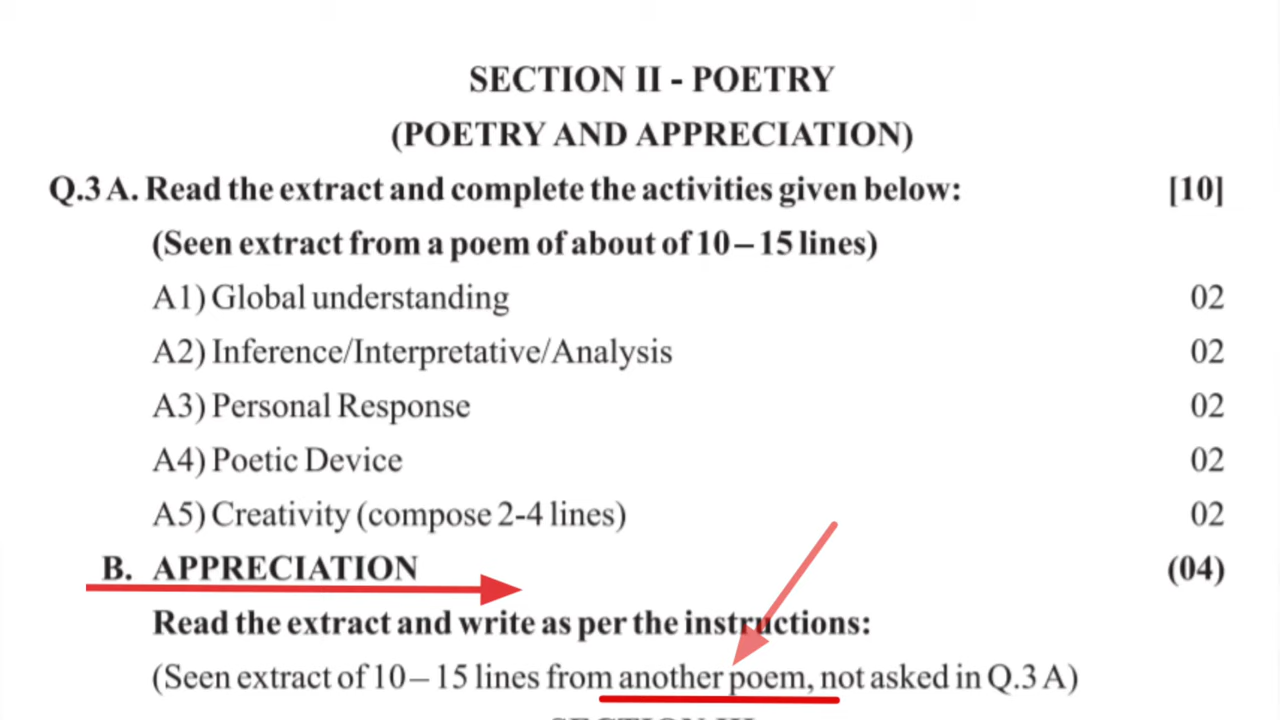 SECTION II - POETRY
(POETRY AND APPRECIATION)
Q.3 A. Read the extract and complete the activities given below: [10]
(Seen extract from a poem of about of 10 – 15 lines)
A1) Global understanding 02
A2) Inference/Interpretative/Analysis 02
A3) Personal Response 02
A4) Poetic Device 02
A5) Creativity (compose 2-4 lines) 02
B. APPRECIATION (04)
Read the extract and write as per the instructions:
(Seen extract of 10 – 15 lines from another poem, not asked in Q.3 A)